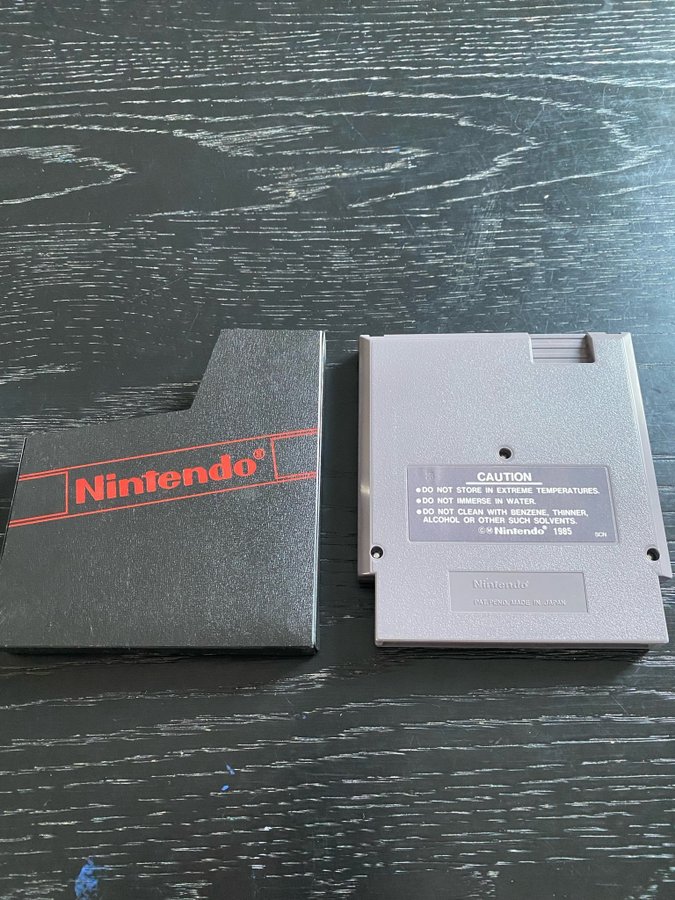 Nintendo®
CAUTION
●DO NOT STORE IN EXTREME TEMPERATURES.
●DO NOT IMMERSE IN WATER.
●DO NOT CLEAN WITH BENZENE, THINNER,
ALCOHOL OR OTHER SUCH SOLVENTS.
©Ⓜ Nintendo® 1985
SCN
Nintendo®
PAT. PEND. MADE IN JAPAN